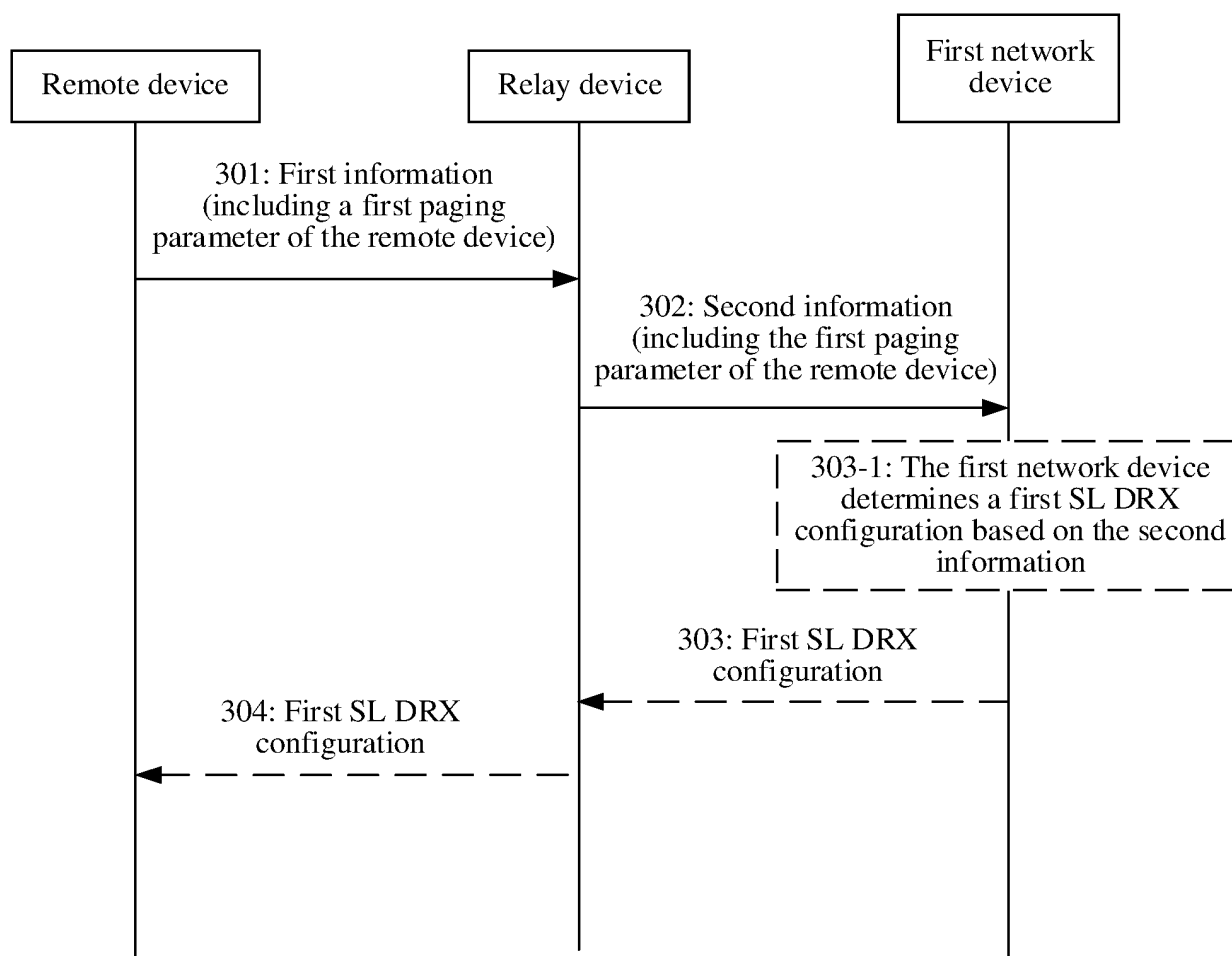 Remote device
Relay device
First network
device
301: First information
(including a first paging
parameter of the remote device)
302: Second information
(including the first paging
parameter of the remote device)
303-1: The first network device
determines a first SL DRX
configuration based on the second
information
303: First SL DRX
configuration
304: First SL DRX
configuration